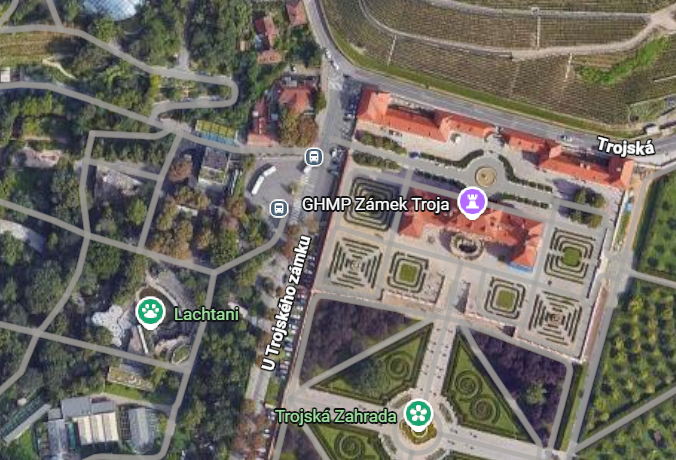 Trojská
GHMP Zámek Troja
U Trojského zámku
Lachtani
Trojská Zahrada